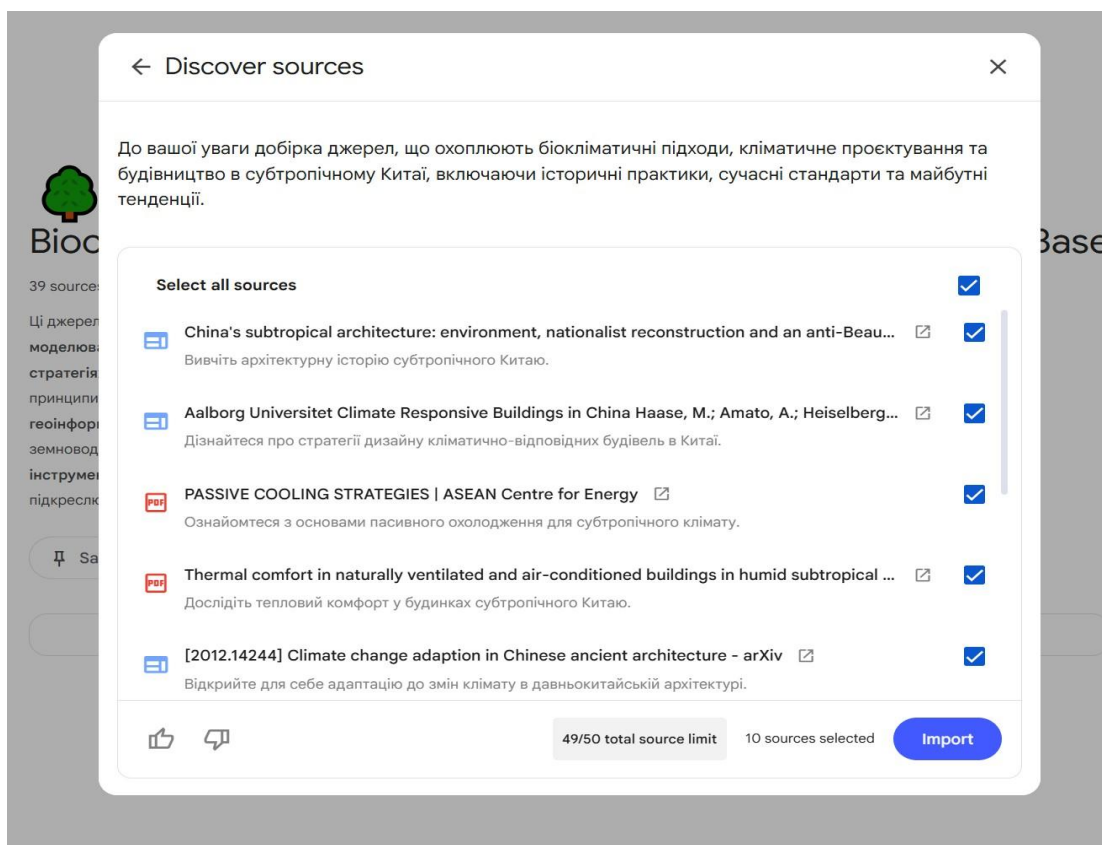 Discover sources
До вашої уваги добірка джерел, що охоплюють біокліматичні підходи, кліматичне проєктування та
будівництво в субтропічному Китаї, включаючи історичні практики, сучасні стандарти та майбутні
тенденції.
Select all sources
China's subtropical architecture: environment, nationalist reconstruction and an anti-Beau...
Вивчіть архітектурну історію субтропічного Китаю.
Aalborg Universitet Climate Responsive Buildings in China Haase, M.; Amato, A.; Heiselberg...
Дізнайтеся про стратегії дизайну кліматично-відповідних будівель в Китаї.
PDF
PASSIVE COOLING STRATEGIES | ASEAN Centre for Energy
Ознайомтеся з основами пасивного охолодження для субтропічного клімату.
PDF
Thermal comfort in naturally ventilated and air-conditioned buildings in humid subtropical ...
Дослідіть тепловий комфорт у будинках субтропічного Китаю.
[2012.14244] Climate change adaption in Chinese ancient architecture - arXiv
Відкрийте для себе адаптацію до змін клімату в давньокитайській архітектурі.
49/50 total source limit
10 sources selected
Import
Bioc
Base
39 source
Ці джерел
моделюва
стратегія
принципи
геоінфор
земновод
інструмен
підкреслю
Sa